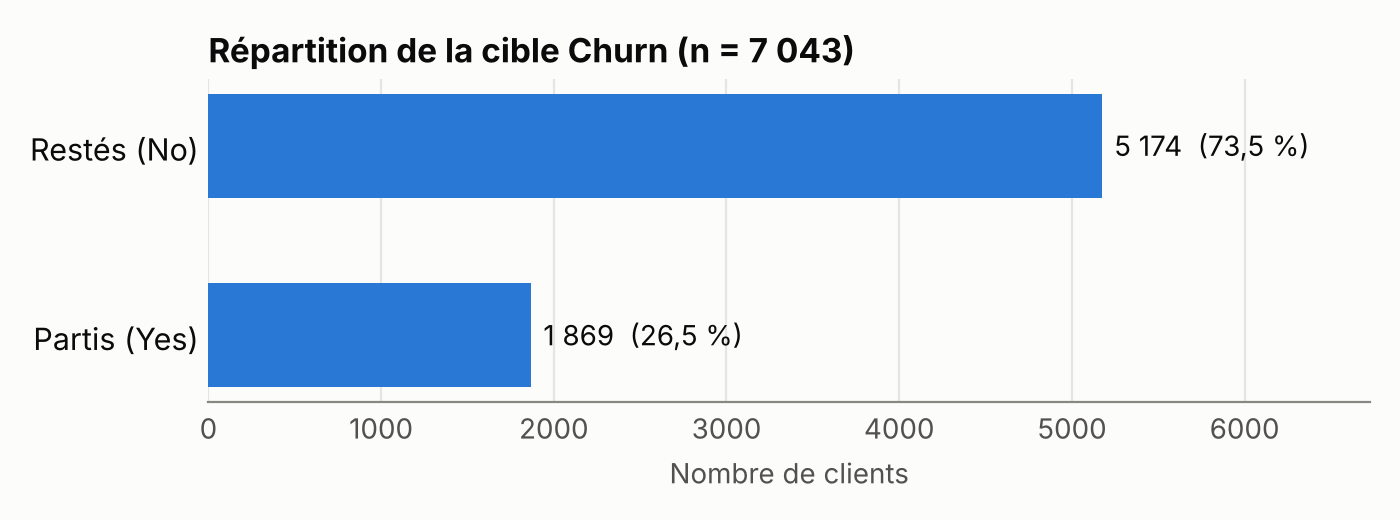 Répartition de la cible Churn (n = 7 043)
Restés (No)
5 174 (73,5 %)
Partis (Yes)
1 869 (26,5 %)
0 1000 2000 3000 4000 5000 6000
Nombre de clients